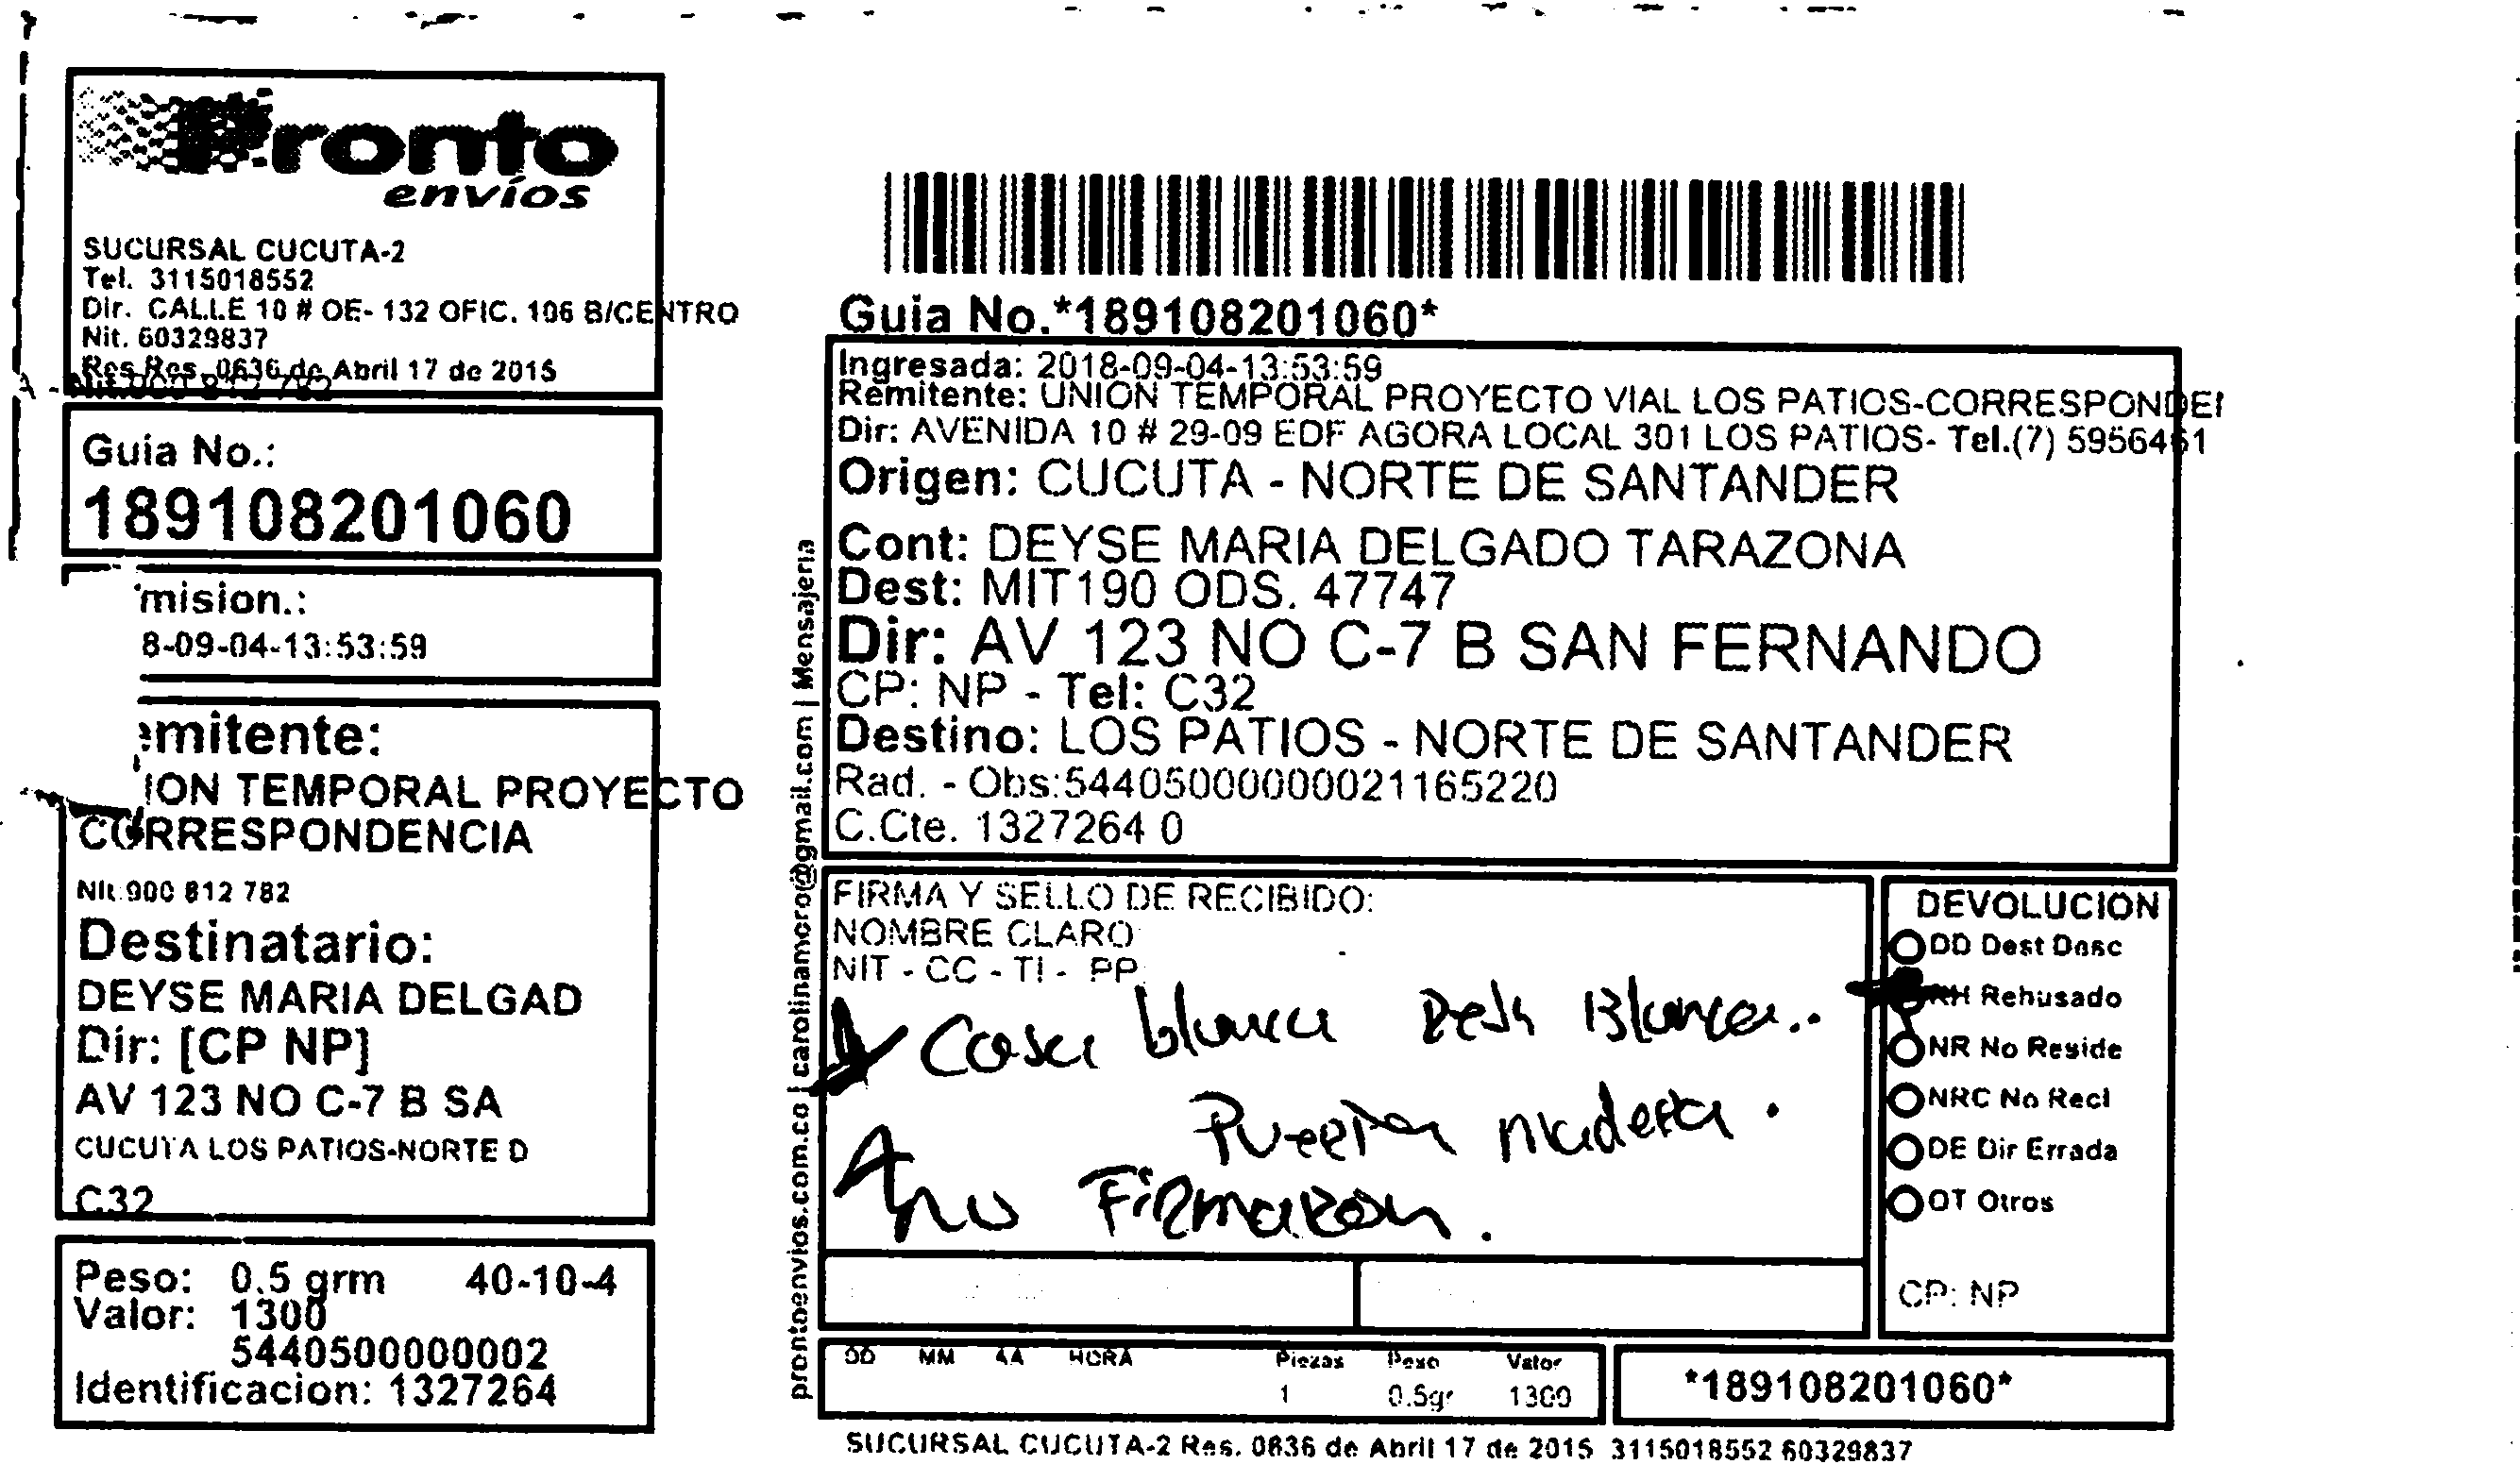 Pronto
envíos
SUCURSAL CUCUTA-2
Tel. 3115018552
Dir. CALLE 10 # OE- 132 OFIC. 106 B/CENTRO
Nit. 60329837
Res Res. 0636 de Abril 17 de 2015
Guia No.:
189108201060
mision.:
8-09-04-13:53:59
emitente:
ION TEMPORAL PROYECTO
CORRESPONDENCIA
Nit.900 812 782
Destinatario:
DEYSE MARIA DELGAD
Dir: [CP NP]
AV 123 NO C-7 B SA
CUCUTA LOS PATIOS-NORTE D
C32
Peso: 0.5 grm 40-10-4
Valor: 1300
5440500000002
Identificacion: 1327264
prontoenvios.com.co | carolinanancro@gmail.com | Mensajeria
Guia No.*189108201060*
Ingresada: 2018-09-04-13:53:59
Remitente: UNION TEMPORAL PROYECTO VIAL LOS PATIOS-CORRESPONDEN
Dir: AVENIDA 10 # 29-09 EDF AGORA LOCAL 301 LOS PATIOS- Tel.(7) 5956461
Origen: CUCUTA - NORTE DE SANTANDER
Cont: DEYSE MARIA DELGADO TARAZONA
Dest: MIT190 ODS. 47747
Dir: AV 123 NO C-7 B SAN FERNANDO
CP: NP - Tel: C32
Destino: LOS PATIOS - NORTE DE SANTANDER
Rad. - Obs:544050000000021165220
C.Cte. 1327264 0
FIRMA Y SELLO DE RECIBIDO:
NOMBRE CLARO
NIT - CC - TI - PP
Casa blanca Reja Blanca..
Puerta madera.
no Firmaron.
DEVOLUCION
DD Dest Desc
RH Rehusado
NR No Reside
NRC No Recl
DE Dir Errada
OT Otros
CP: NP
DD MM AA HORA Piezas Peso Valor
1 0.5gr 1300
*189108201060*
SUCURSAL CUCUTA-2 Res. 0636 de Abril 17 de 2015 3115018552 60329837